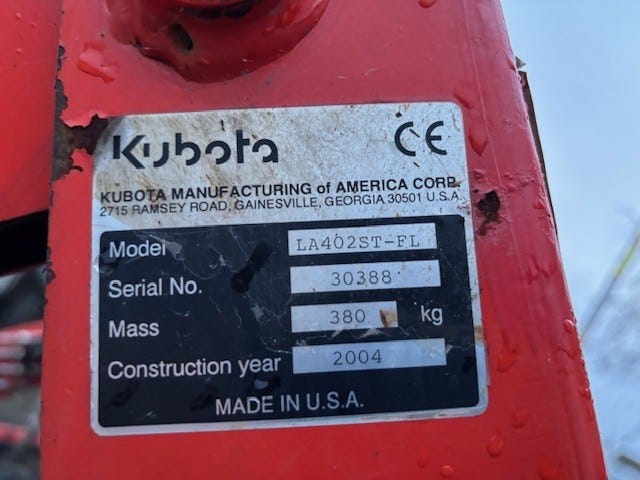 Kubota CE
KUBOTA MANUFACTURING of AMERICA CORP.
2715 RAMSEY ROAD, GAINESVILLE, GEORGIA 30501 U.S.A.
Model LA402ST-FL
Serial No. 30388
Mass 380 kg
Construction year 2004
MADE IN U.S.A.